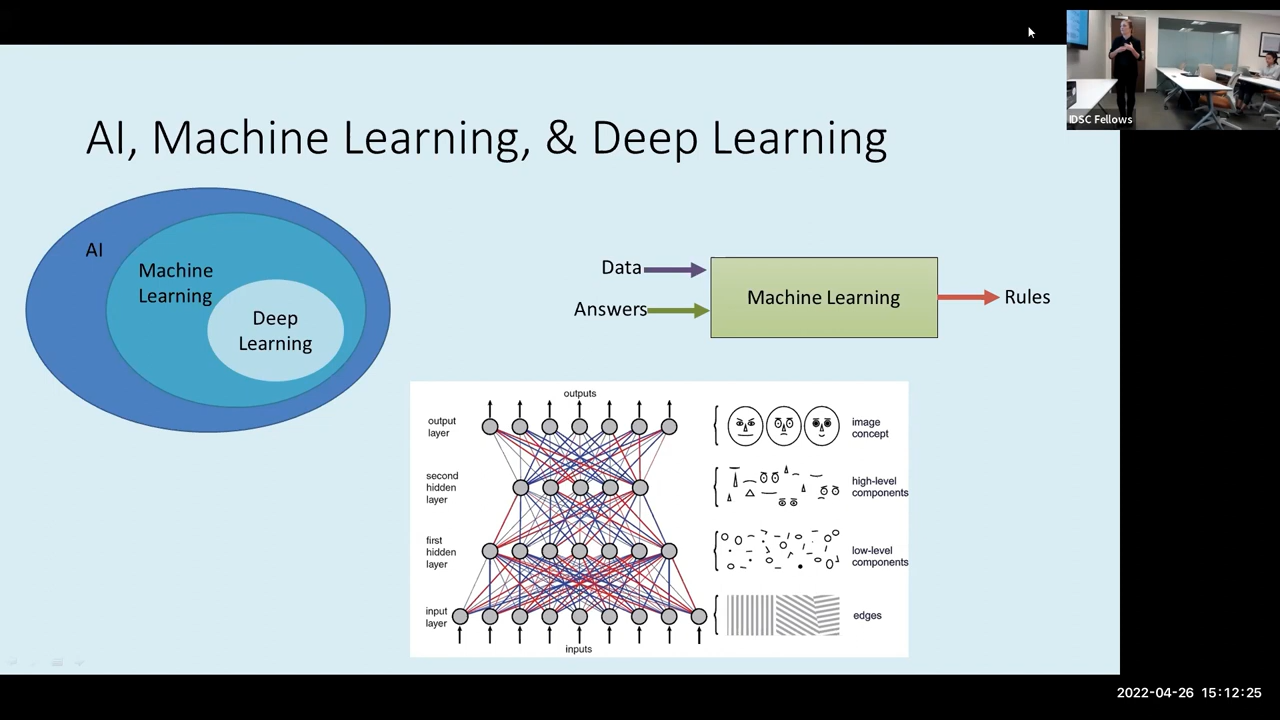 IDSC Fellows
AI, Machine Learning, & Deep Learning
AI
Machine
Learning
Deep
Learning
Data
Answers
Machine Learning
Rules
outputs
output
layer
second
hidden
layer
first
hidden
layer
input
layer
inputs
image
concept
high-level
components
low-level
components
edges
2022-04-26 15:12:25